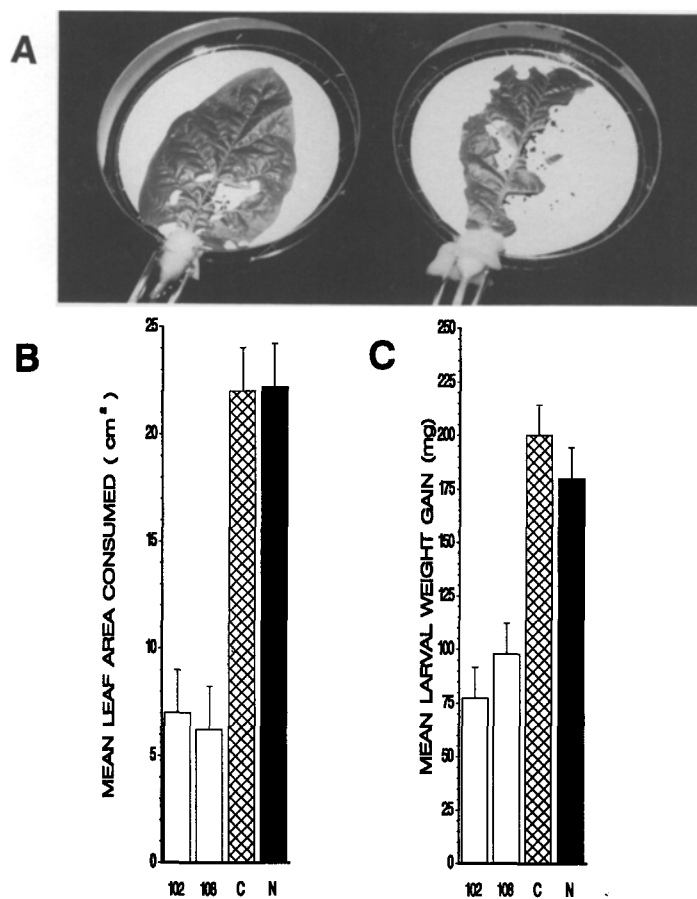 A
B
MEAN LEAF AREA CONSUMED ( cm² )
25
20
15
10
5
0
102
108
C
N
C
MEAN LARVAL WEIGHT GAIN (mg)
250
225
200
175
150
125
100
75
50
25
0
102
108
C
N